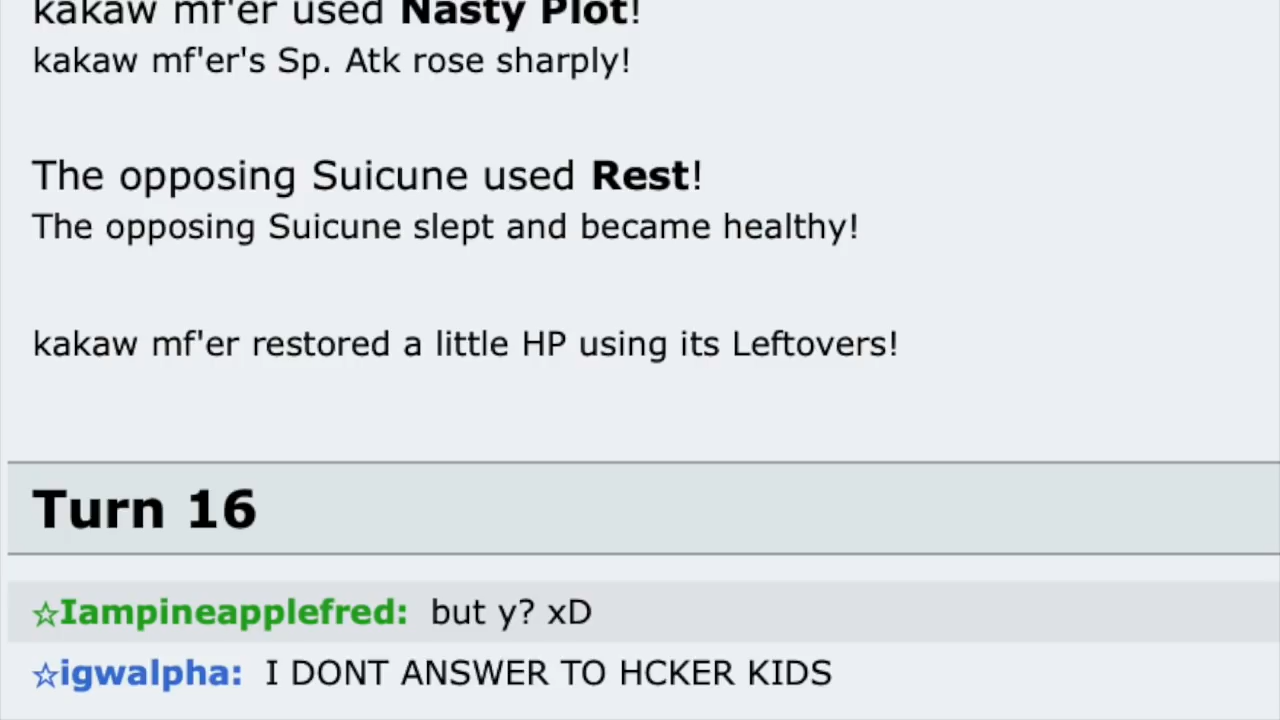 kakaw mf'er used Nasty Plot!
kakaw mf'er's Sp. Atk rose sharply!
The opposing Suicune used Rest!
The opposing Suicune slept and became healthy!
kakaw mf'er restored a little HP using its Leftovers!
Turn 16
☆Iampineapplefred: but y? xD
☆igwalpha: I DONT ANSWER TO HCKER KIDS